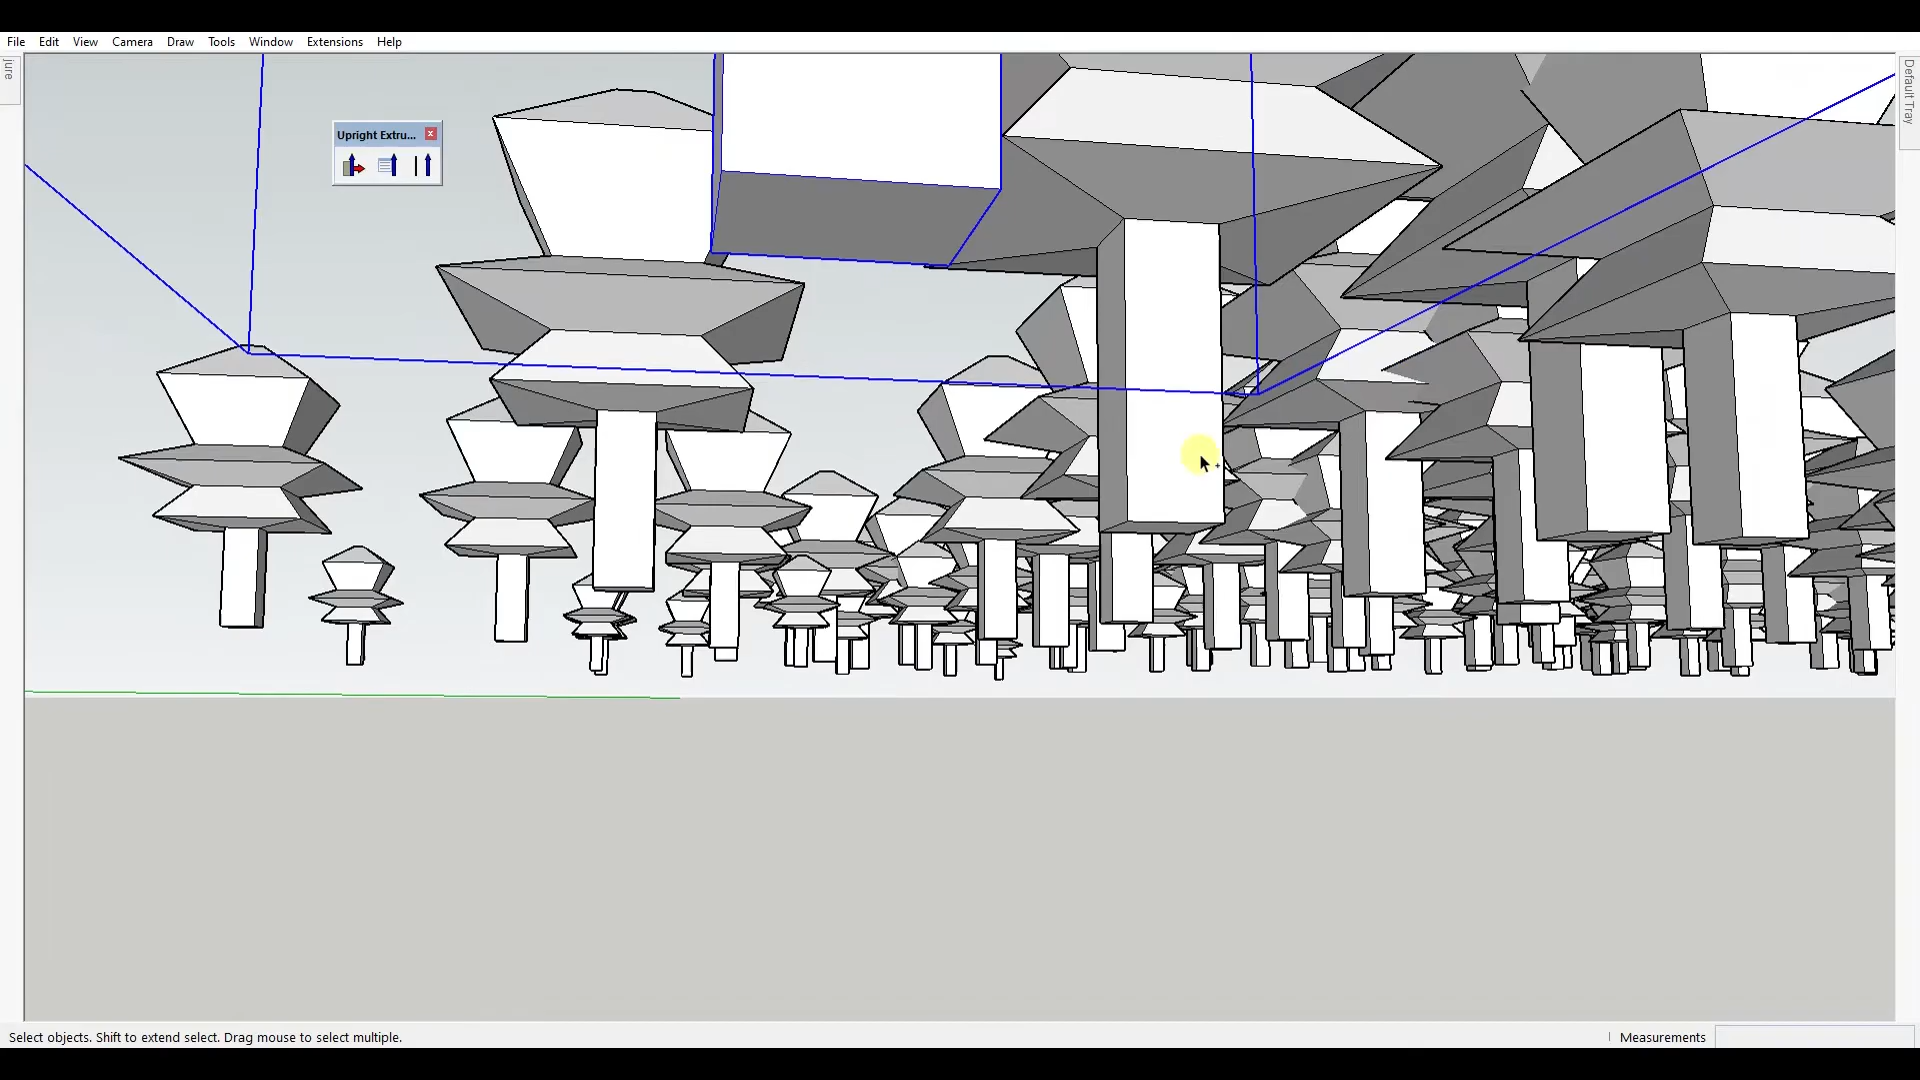 File Edit View Camera Draw Tools Window Extensions Help
jure
Default Tray
Upright Extru...
Select objects. Shift to extend select. Drag mouse to select multiple.
Measurements